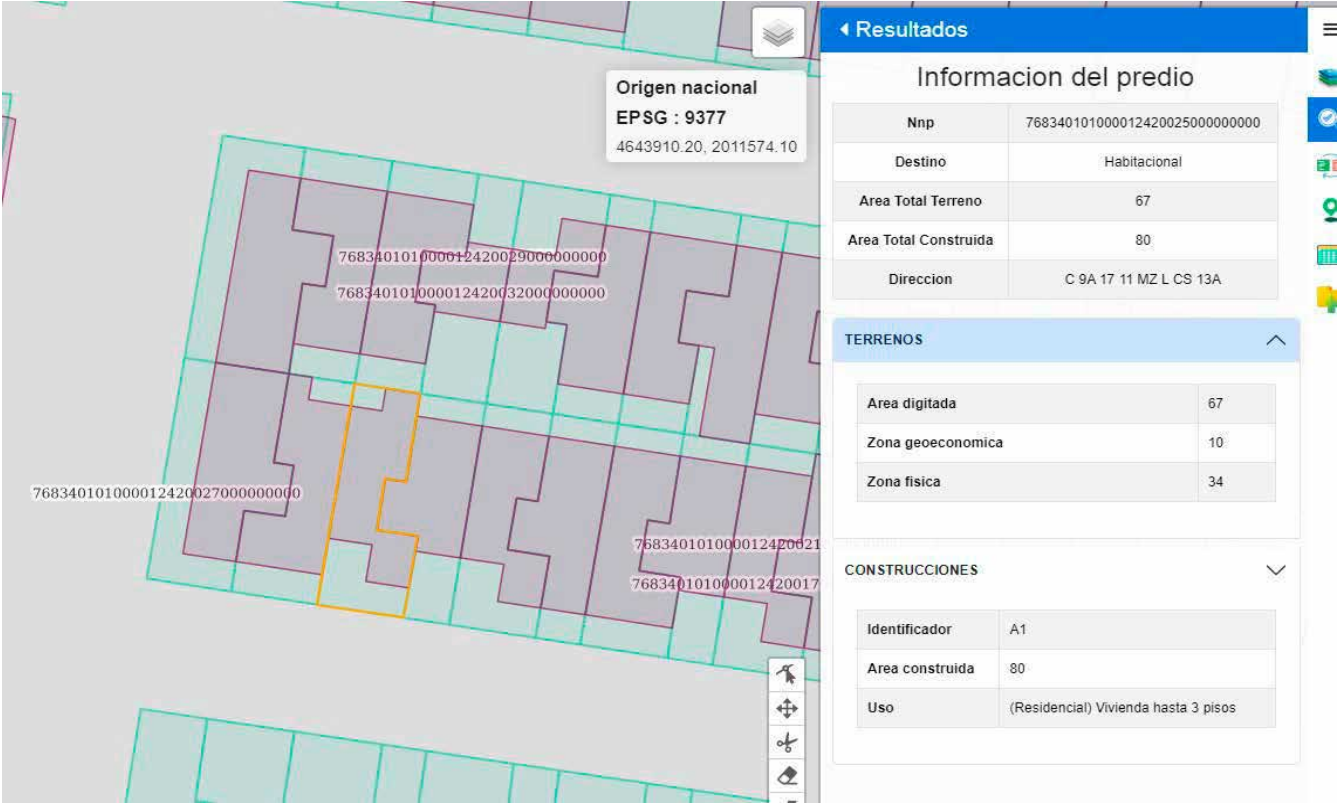 Origen nacional
EPSG : 9377
4643910.20, 2011574.10
768340101000012420029000000000
768340101000012420032000000000
768340101000012420027000000000
768340101000012420021
768340101000012420017
Resultados
Informacion del predio
Nnp 768340101000012420025000000000
Destino Habitacional
Area Total Terreno 67
Area Total Construida 80
Direccion C 9A 17 11 MZ L CS 13A
TERRENOS
Area digitada 67
Zona geoeconomica 10
Zona fisica 34
CONSTRUCCIONES
Identificador A1
Area construida 80
Uso (Residencial) Vivienda hasta 3 pisos